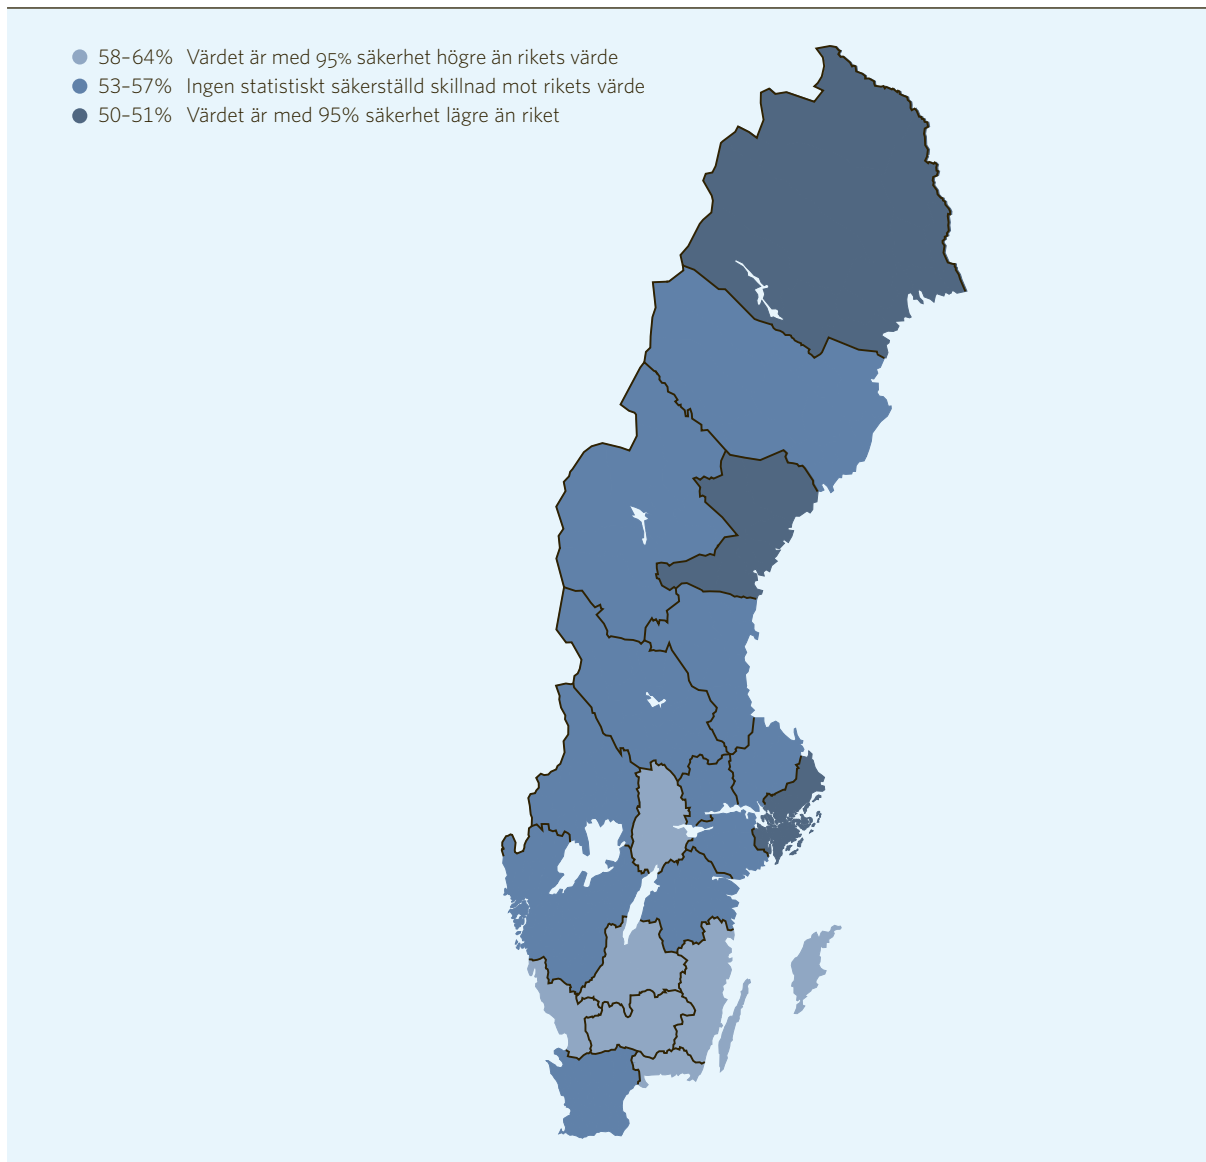 58–64% Värdet är med 95% säkerhet högre än rikets värde
53–57% Ingen statistiskt säkerställd skillnad mot rikets värde
50–51% Värdet är med 95% säkerhet lägre än riket